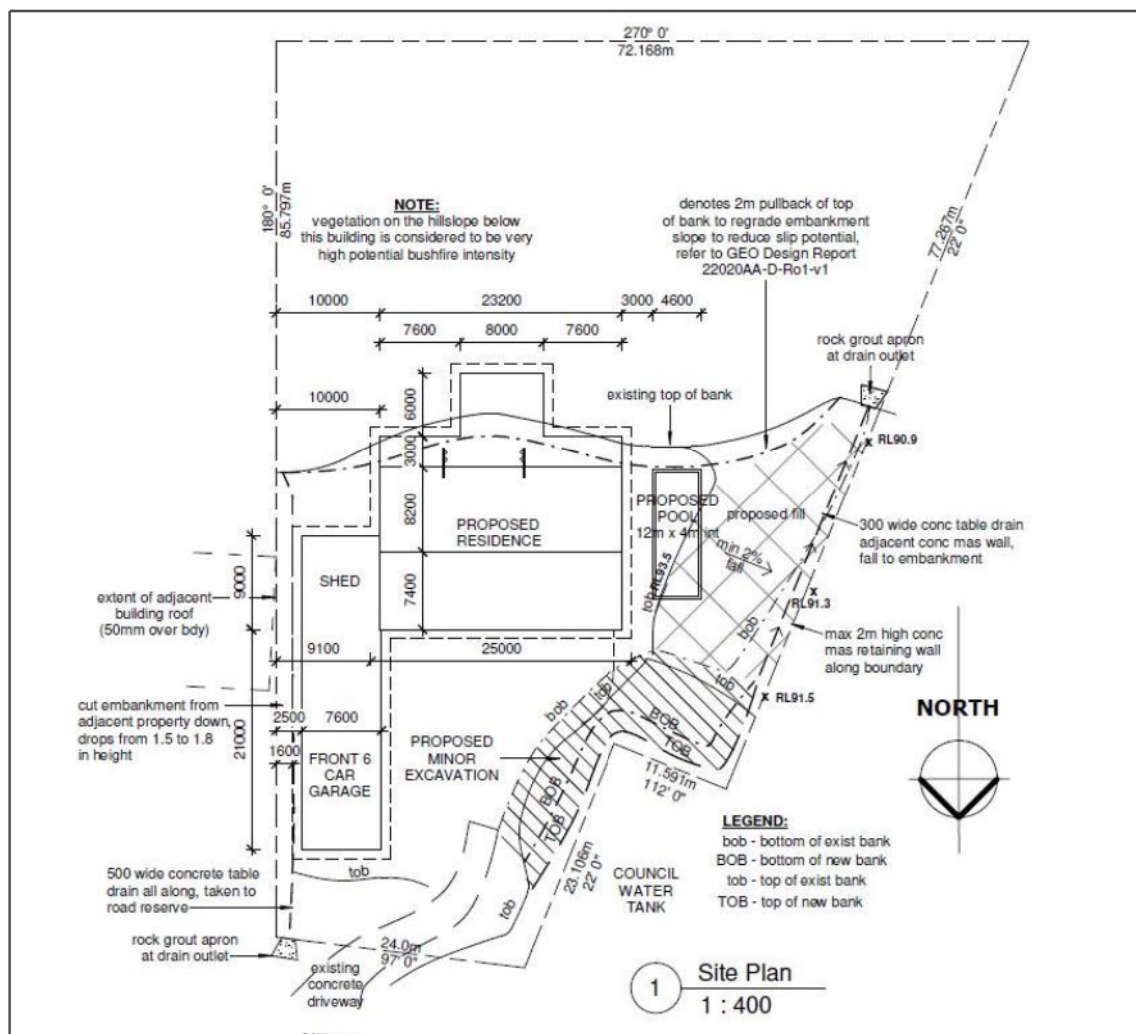 270° 0'
72.168m
180° 0'
85.797m
NOTE:
vegetation on the hillslope below
this building is considered to be very
high potential bushfire intensity
denotes 2m pullback of top
of bank to regrade embankment
slope to reduce slip potential,
refer to GEO Design Report
22020AA-D-Ro1-v1
77.267m
22' 0"
10000
23200
3000
4600
7600
8000
7600
rock grout apron
at drain outlet
10000
6000
existing top of bank
3000
RL90.9
8200
PROPOSED
RESIDENCE
PROPOSED
POOL
12m x 4m int
proposed fill
min 2%
fall
300 wide conc table drain
adjacent conc mas wall,
fall to embankment
9000
SHED
7400
tob
RL93.5
RL91.3
extent of adjacent
building roof
(50mm over bdy)
bob
max 2m high conc
mas retaining wall
along boundary
9100
25000
tob
RL91.5
bob
tob
cut embankment from
adjacent property down
drops from 1.5 to 1.8
in height
2500
7600
21000
1600
FRONT 6
CAR
GARAGE
PROPOSED
MINOR
EXCAVATION
BOB
TOB
BOB
TOB
11.591m
112' 0"
NORTH
LEGEND:
bob - bottom of exist bank
BOB - bottom of new bank
tob - top of exist bank
TOB - top of new bank
500 wide concrete table
drain all along, taken to
road reserve
tob
tob
23.106m
22' 0"
COUNCIL
WATER
TANK
rock grout apron
at drain outlet
24.0m
97' 0"
existing
concrete
driveway
1
Site Plan
1 : 400